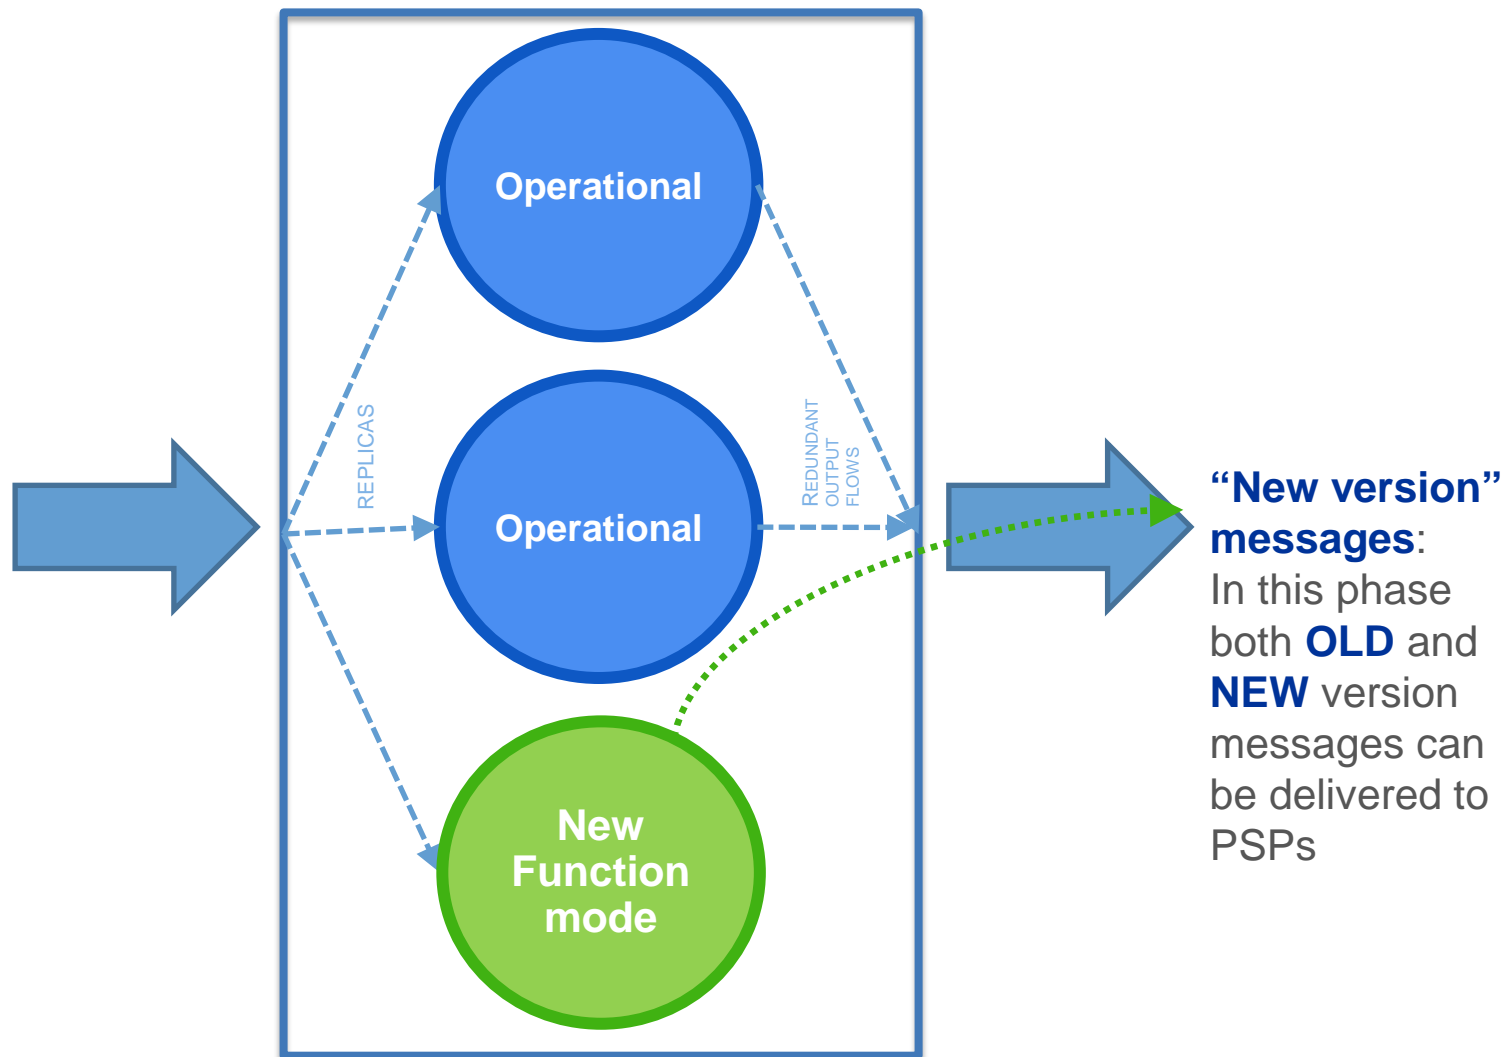 Operational
REPLICAS
Operational
REDUNDANT
OUTPUT
FLOWS
New
Function
mode
“New version”
messages:
In this phase
both OLD and
NEW version
messages can
be delivered to
PSPs